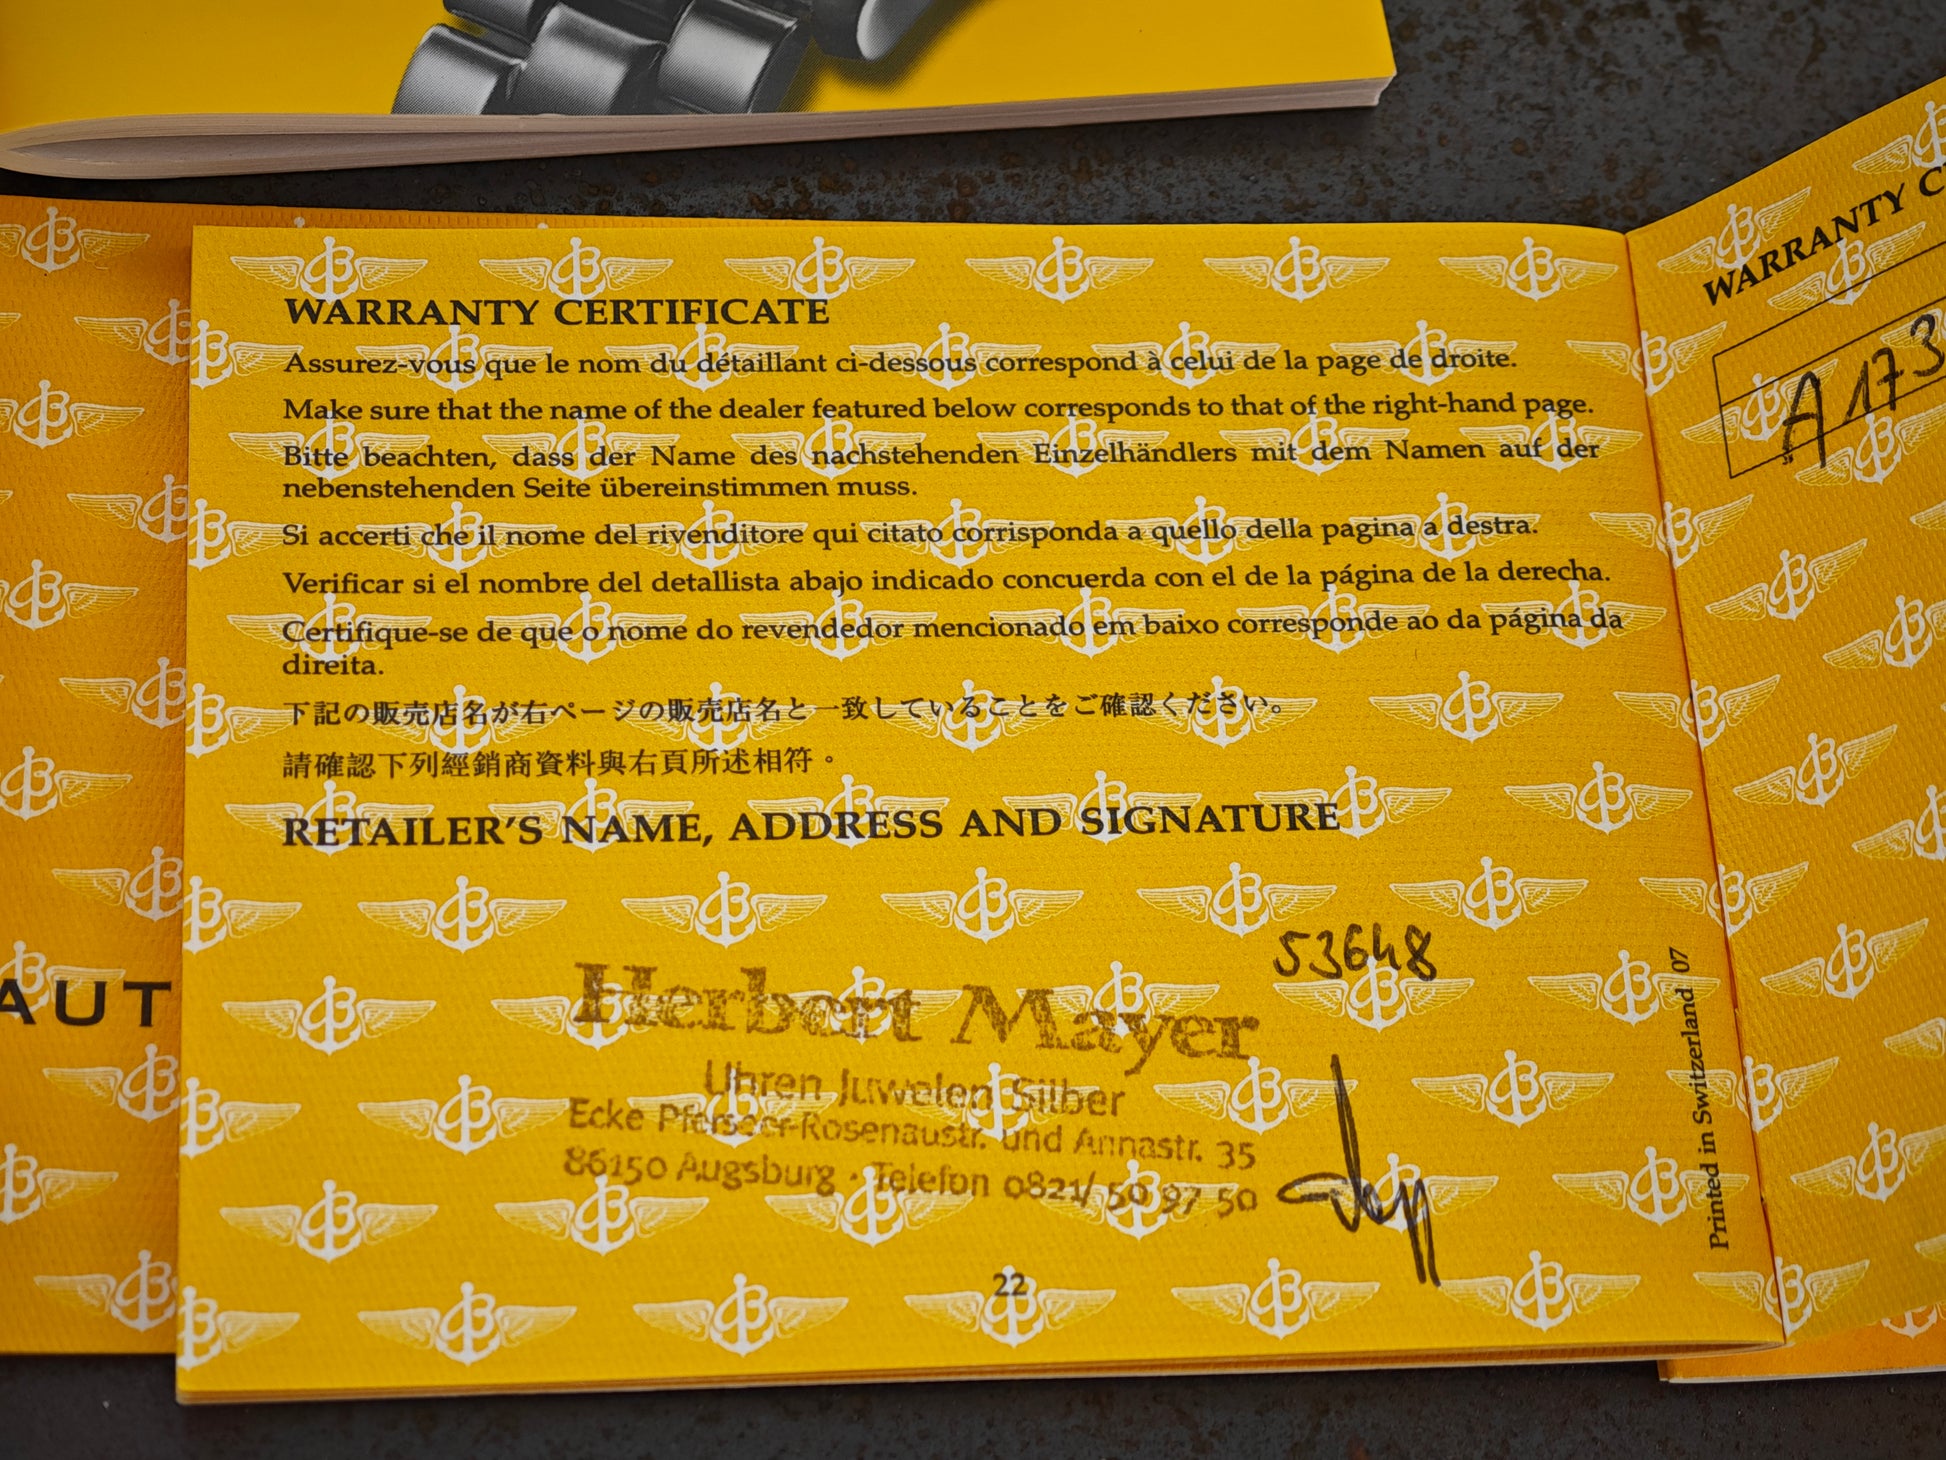 WARRANTY CERTIFICATE
Assurez-vous que le nom du détaillant ci-dessous correspond à celui de la page de droite.
Make sure that the name of the dealer featured below corresponds to that of the right-hand page.
Bitte beachten, dass der Name des nachstehenden Einzelhändlers mit dem Namen auf der
nebenstehenden Seite übereinstimmen muss.
Si accerti che il nome del rivenditore qui citato corrisponda a quello della pagina a destra.
Verificar si el nombre del detallista abajo indicado concuerda con el de la página de la derecha.
Certifique-se de que o nome do revendedor mencionado em baixo corresponde ao da página da
direita.
下記の販売店名が右ページの販売店名と一致していることをご確認ください。
請確認下列經銷商資料與右頁所述相符。
RETAILER'S NAME, ADDRESS AND SIGNATURE
53648
Herbert Mayer
Uhren Juwelen Silber
Ecke Pferseer-Rosenaustr. und Annastr. 35
86150 Augsburg · Telefon 0821/ 50 97 50
22
Printed in Switzerland 07
AUT
WARRANTY C
A173